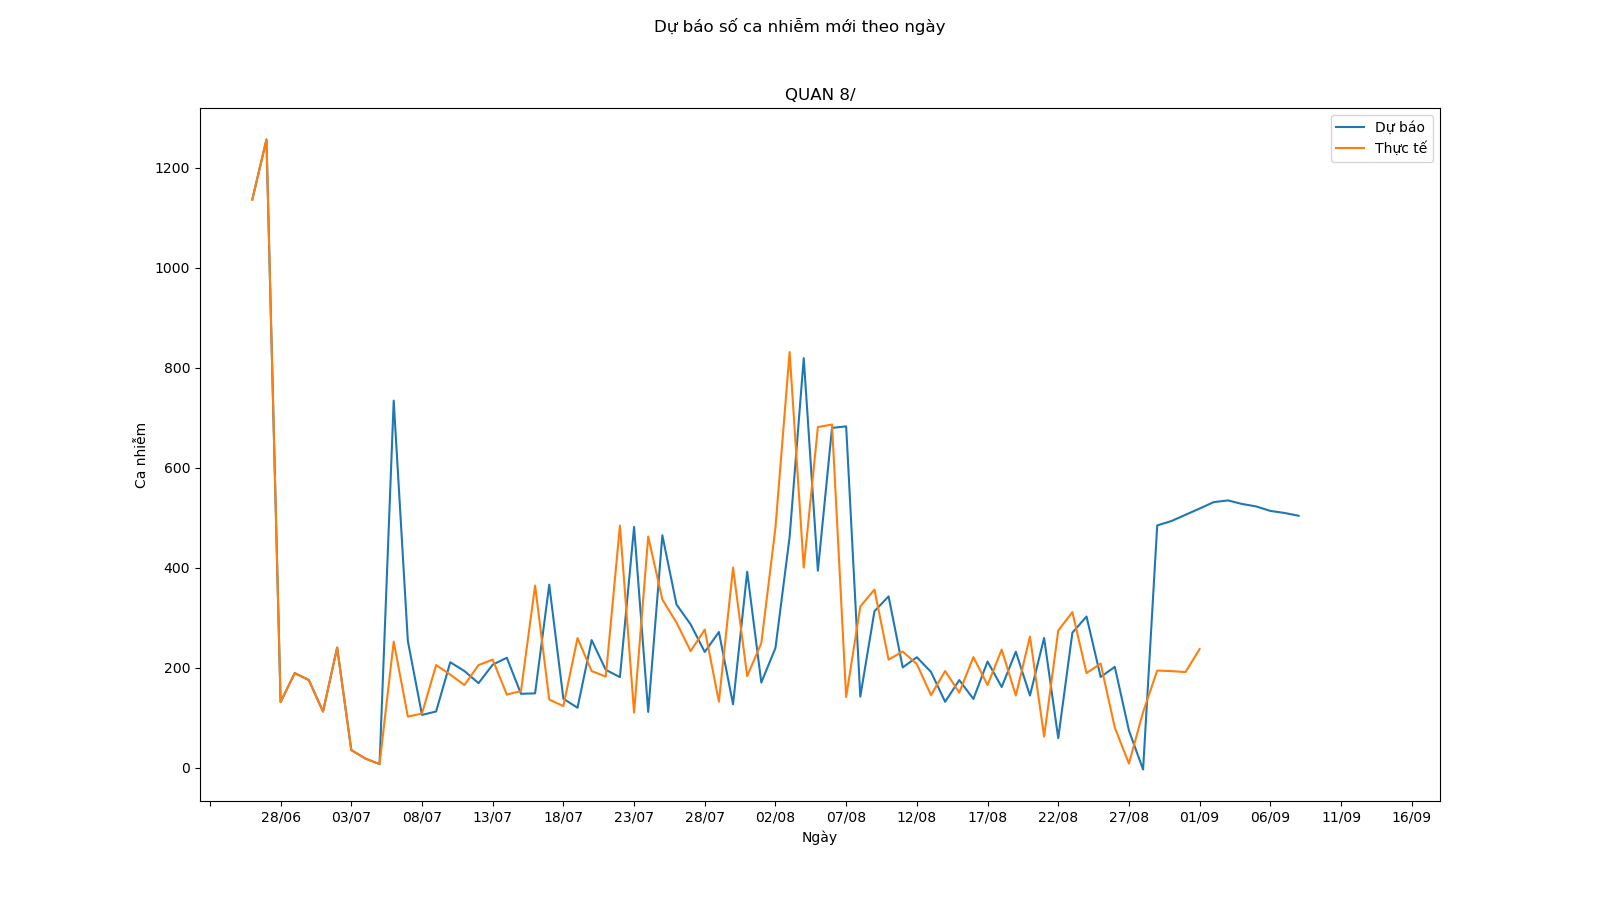 Dự báo số ca nhiễm mới theo ngày
QUAN 8/
Dự báo
Thực tế
1200
1000
800
600
400
200
0
Ca nhiễm
28/06 03/07 08/07 13/07 18/07 23/07 28/07 02/08 07/08 12/08 17/08 22/08 27/08 01/09 06/09 11/09 16/09
Ngày